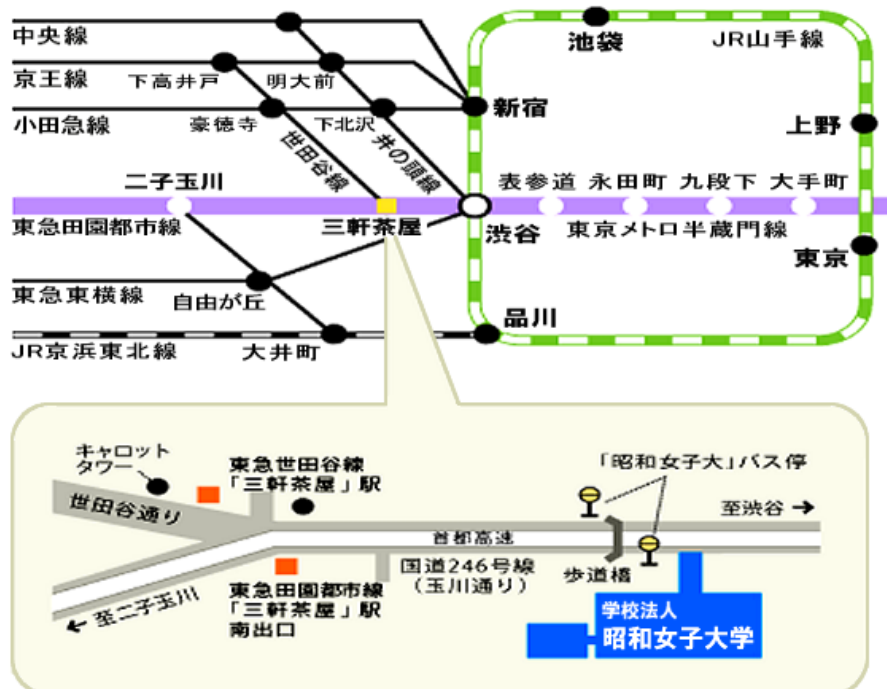 中央線
池袋
JR山手線
京王線
下高井戸
明大前
新宿
小田急線
豪徳寺
下北沢
上野
世田谷線
井の頭線
二子玉川
表参道
永田町
九段下
大手町
東急田園都市線
三軒茶屋
渋谷
東京メトロ半蔵門線
東京
東急東横線
自由が丘
品川
JR京浜東北線
大井町
キャロット
タワー
東急世田谷線
「三軒茶屋」駅
「昭和女子大」バス停
世田谷通り
至渋谷→
首都高速
国道246号線
（玉川通り）
歩道橋
東急田園都市線
「三軒茶屋」駅
南出口
←至二子玉川
学校法人
昭和女子大学